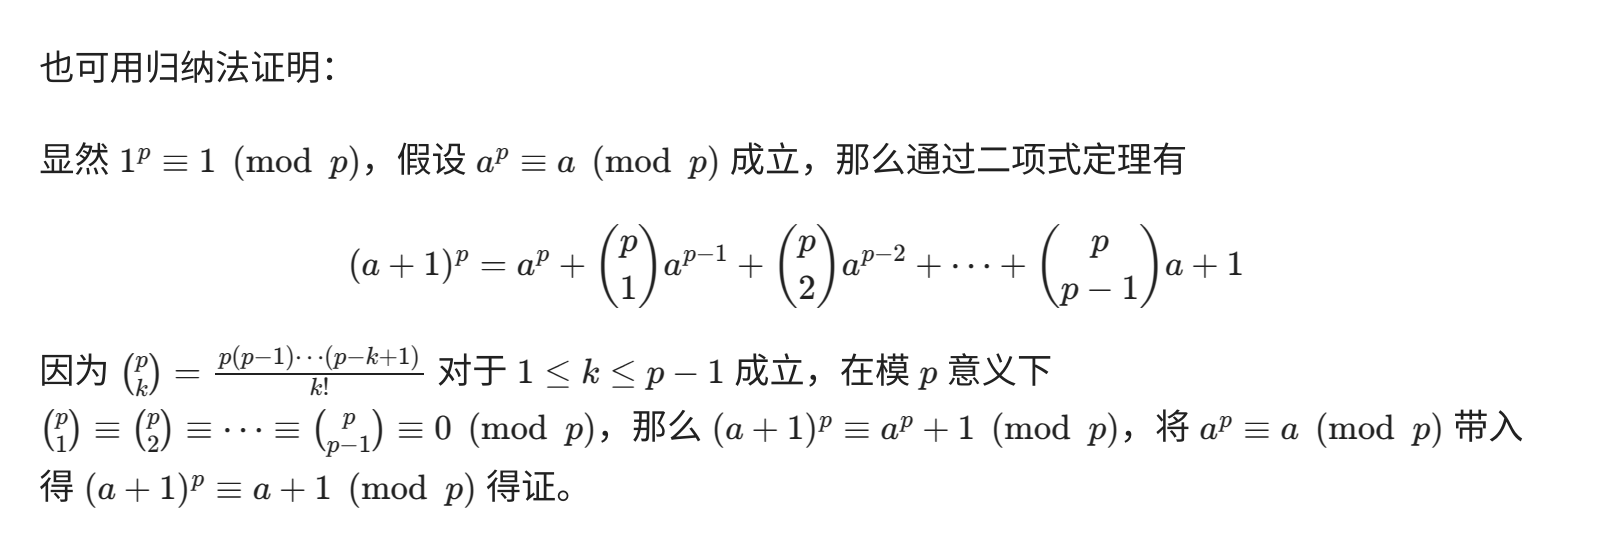 也可用归纳法证明：
显然 $1^p \equiv 1 \pmod{p}$，假设 $a^p \equiv a \pmod{p}$ 成立，那么通过二项式定理有
$(a+1)^p = a^p + \binom{p}{1}a^{p-1} + \binom{p}{2}a^{p-2} + \cdots + \binom{p}{p-1}a + 1$
因为 $\binom{p}{k} = \frac{p(p-1)\cdots(p-k+1)}{k!}$ 对于 $1 \leq k \leq p-1$ 成立，在模 $p$ 意义下
$\binom{p}{1} \equiv \binom{p}{2} \equiv \cdots \equiv \binom{p}{p-1} \equiv 0 \pmod{p}$，那么 $(a+1)^p \equiv a^p + 1 \pmod{p}$，将 $a^p \equiv a \pmod{p}$ 带入
得 $(a+1)^p \equiv a + 1 \pmod{p}$ 得证。